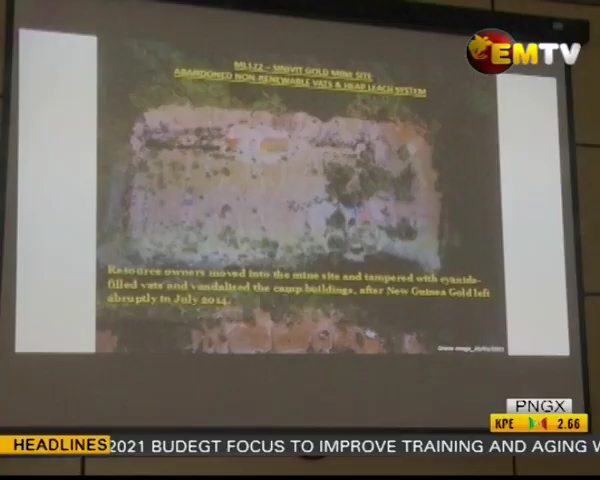 EMTV
ML122 – SINIVIT GOLD MINE SITE
ABANDONED NON-RENEWABLE VATS & HEAP LEACH SYSTEM
Resource owners moved into the mine site and tampered with cyanide-
filled vats and vandalised the camp buildings, after New Guinea Gold left
abruptly in July 2014.
PNGX
KPE 2.66
HEADLINES 2021 BUDEGT FOCUS TO IMPROVE TRAINING AND AGING W